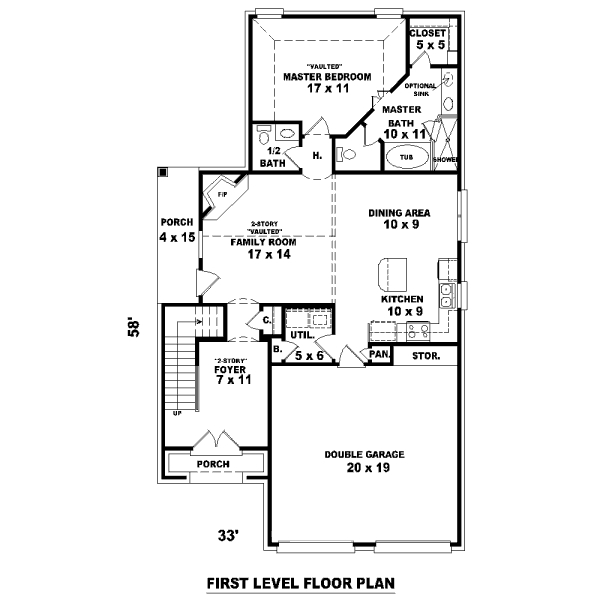 CLOSET
5 x 5
"VAULTED"
MASTER BEDROOM
17 x 11
OPTIONAL
SINK
MASTER
BATH
10 x 11
1/2
BATH
H.
TUB
SHOWER
F/P
PORCH
4 x 15
2-STORY
"VAULTED"
FAMILY ROOM
17 x 14
DINING AREA
10 x 9
KITCHEN
10 x 9
C.
UTIL.
5 x 6
B.
PAN.
STOR.
58'
"2-STORY"
FOYER
7 x 11
UP
PORCH
DOUBLE GARAGE
20 x 19
33'
FIRST LEVEL FLOOR PLAN